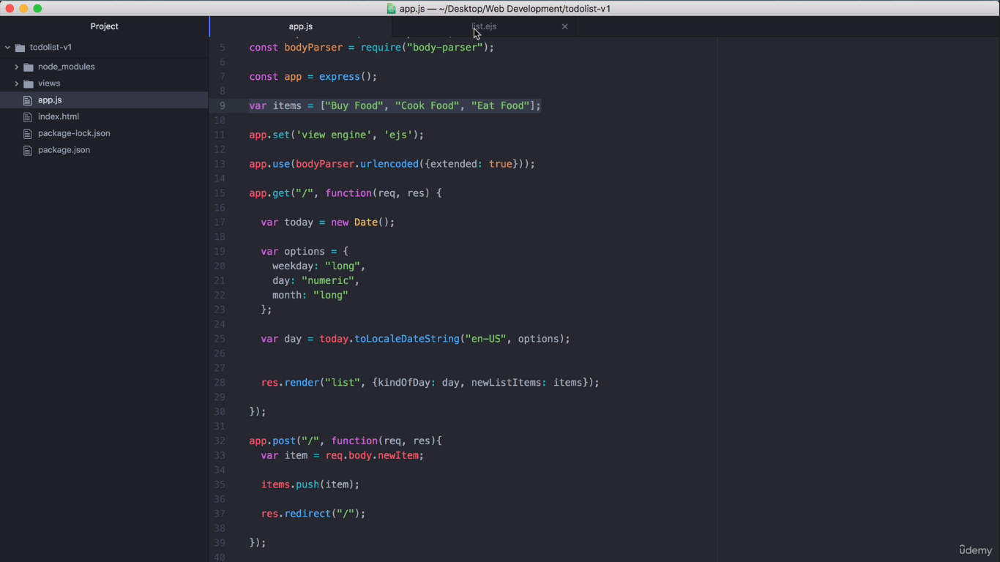 app.js — ~/Desktop/Web Development/todolist-v1
Project
app.js
list.ejs
todolist-v1
node_modules
views
app.js
index.html
package-lock.json
package.json
5 const bodyParser = require("body-parser");
6
7 const app = express();
8
9 var items = ["Buy Food", "Cook Food", "Eat Food"];
10
11 app.set('view engine', 'ejs');
12
13 app.use(bodyParser.urlencoded({extended: true}));
14
15 app.get("/", function(req, res) {
16
17 var today = new Date();
18
19 var options = {
20 weekday: "long",
21 day: "numeric",
22 month: "long"
23 };
24
25 var day = today.toLocaleDateString("en-US", options);
26
27
28 res.render("list", {kindOfDay: day, newListItems: items});
29
30 });
31
32 app.post("/", function(req, res){
33 var item = req.body.newItem;
34
35 items.push(item);
36
37 res.redirect("/");
38
39 });
40
ûdemy